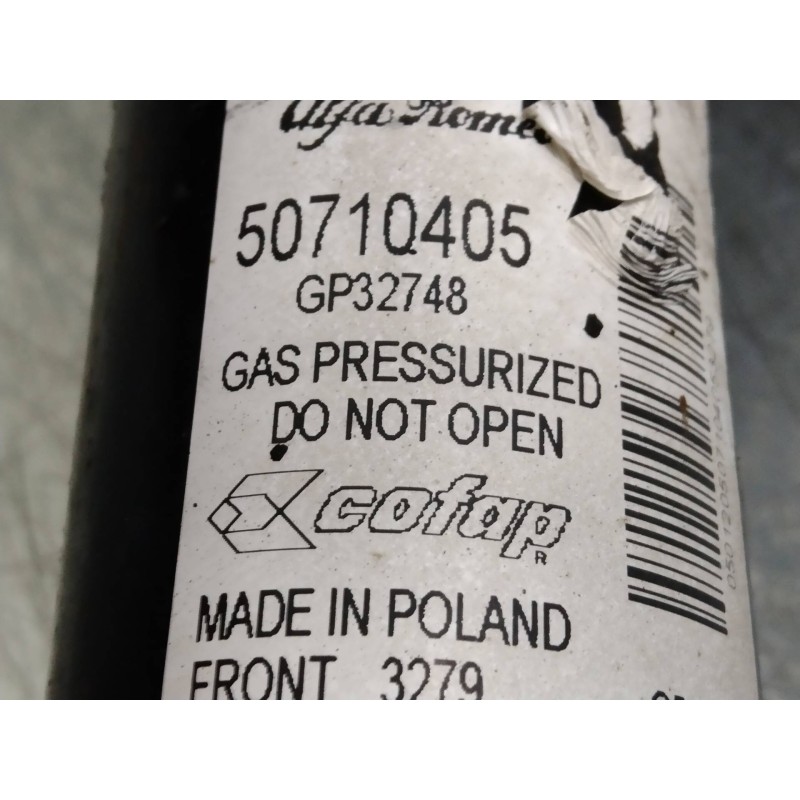 Alfa Romeo
50710405
GP32748
GAS PRESSURIZED
DO NOT OPEN
cofap
R
MADE IN POLAND
FRONT 3279